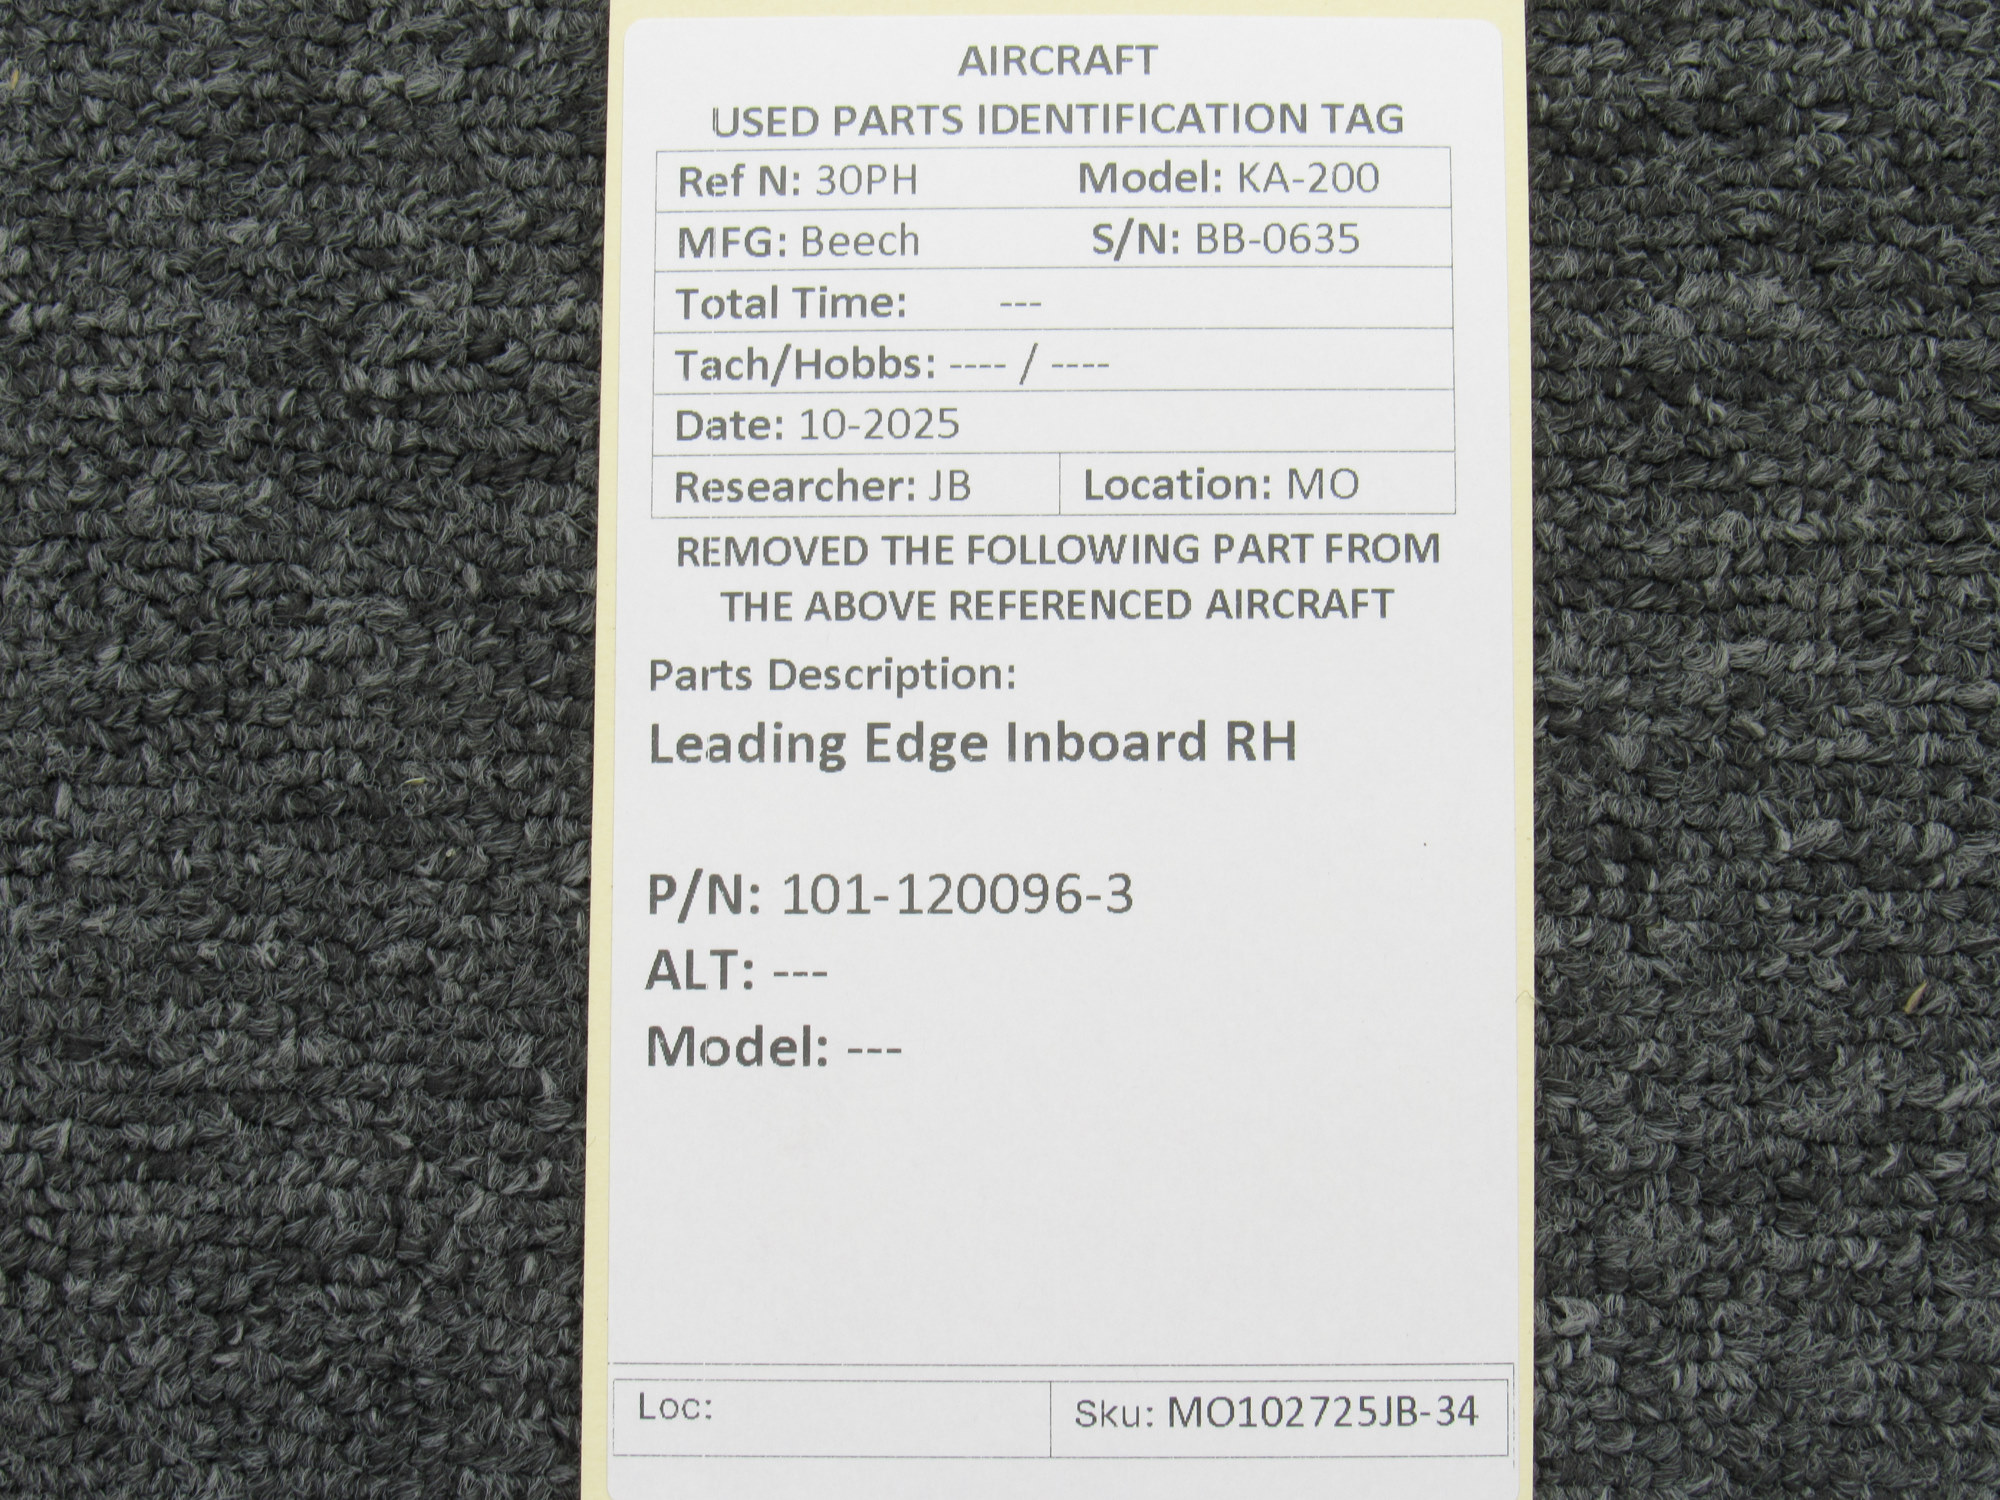 AIRCRAFT
USED PARTS IDENTIFICATION TAG
Ref N: 30PH Model: KA-200
MFG: Beech S/N: BB-0635
Total Time: ---
Tach/Hobbs: ---- / ----
Date: 10-2025
Researcher: JB Location: MO
REMOVED THE FOLLOWING PART FROM
THE ABOVE REFERENCED AIRCRAFT
Parts Description:
Leading Edge Inboard RH
P/N: 101-120096-3
ALT: ---
Model: ---
Loc: Sku: MO102725JB-34